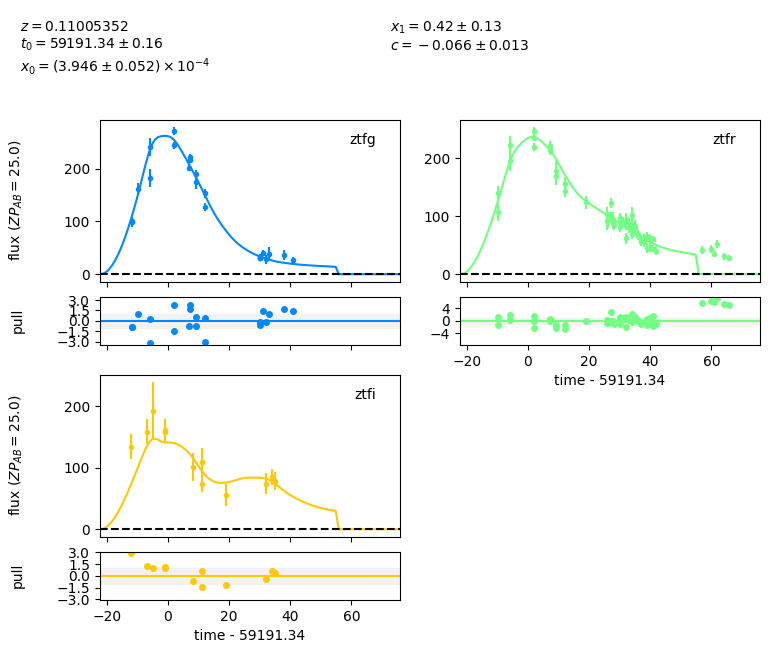 z = 0.11005352
t₀ = 59191.34 ± 0.16
x₀ = (3.946 ± 0.052) × 10⁻⁴
x₁ = 0.42 ± 0.13
c = −0.066 ± 0.013
flux (ZP_AB = 25.0)
200
100
0
ztfg
200
100
0
ztfr
pull
3.0
1.5
0.0
−1.5
−3.0
4
0
−4
−20 0 20 40 60
time - 59191.34
flux (ZP_AB = 25.0)
200
100
0
ztfi
pull
3.0
1.5
0.0
−1.5
−3.0
−20 0 20 40 60
time - 59191.34